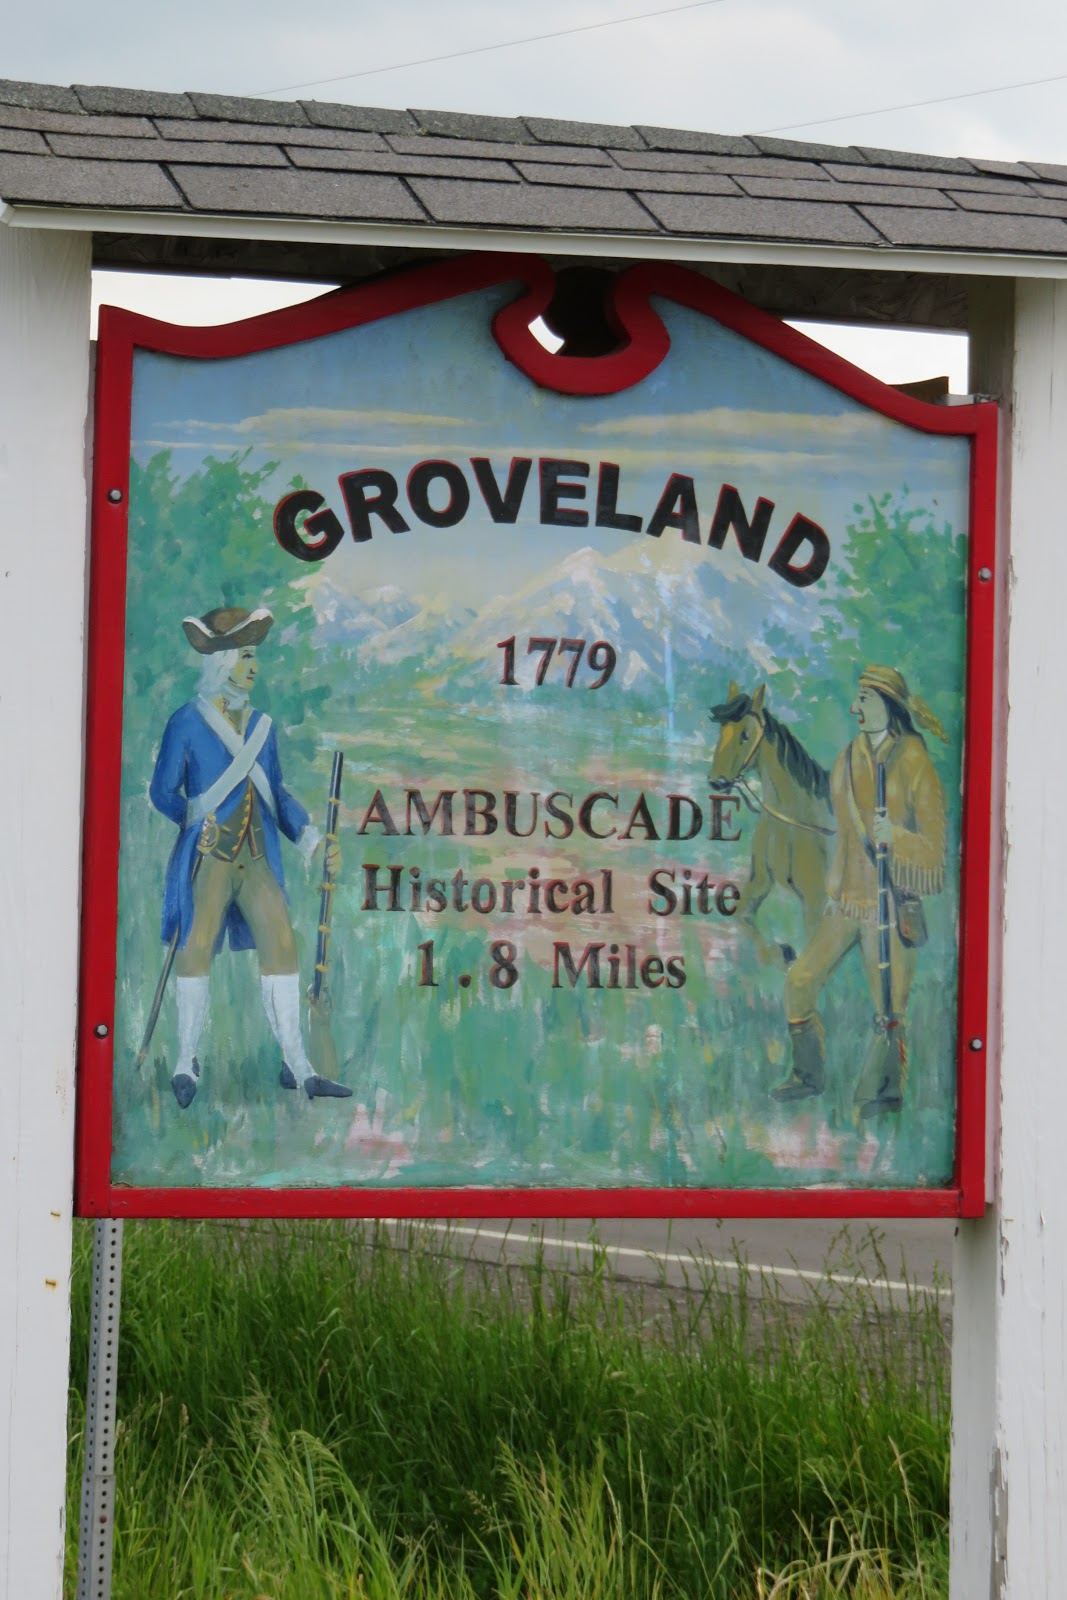 GROVELAND
1779
AMBUSCADE
Historical Site
1.8 Miles